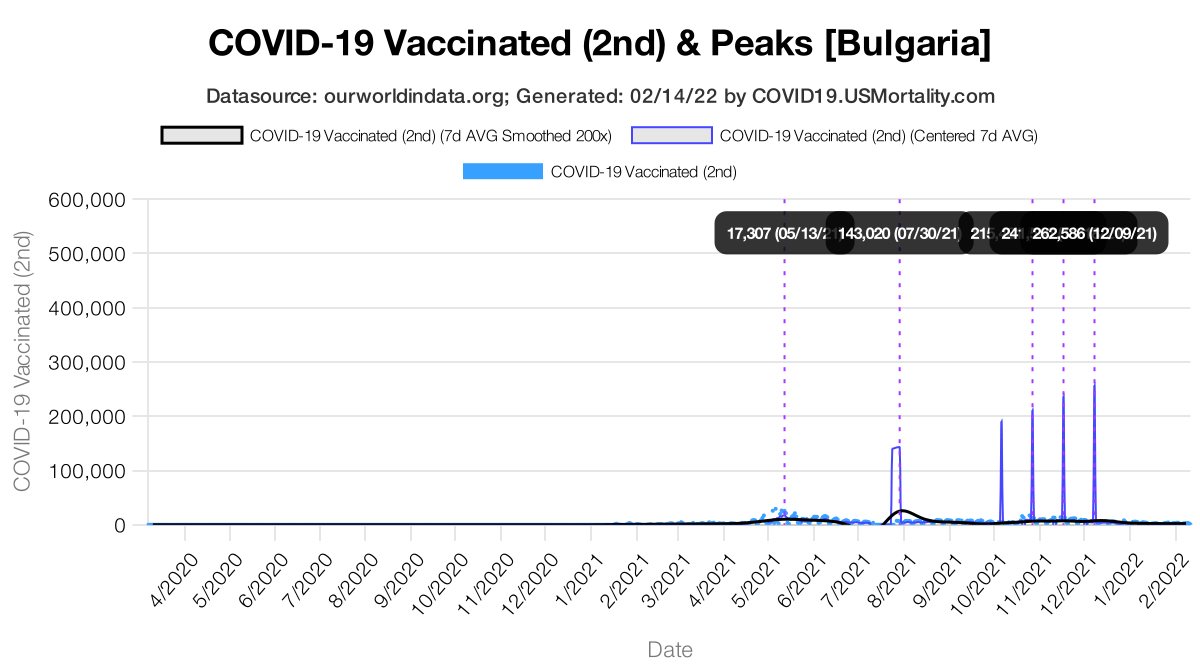 COVID-19 Vaccinated (2nd) & Peaks [Bulgaria]
Datasource: ourworldindata.org; Generated: 02/14/22 by COVID19.USMortality.com
COVID-19 Vaccinated (2nd) (7d AVG Smoothed 200x) COVID-19 Vaccinated (2nd) (Centered 7d AVG)
COVID-19 Vaccinated (2nd)
COVID-19 Vaccinated (2nd)
600,000
500,000
400,000
300,000
200,000
100,000
0
17,307 (05/13/21) 143,020 (07/30/21) 262,586 (12/09/21)
4/2020 5/2020 6/2020 7/2020 8/2020 9/2020 10/2020 11/2020 12/2020 1/2021 2/2021 3/2021 4/2021 5/2021 6/2021 7/2021 8/2021 9/2021 10/2021 11/2021 12/2021 1/2022 2/2022
Date